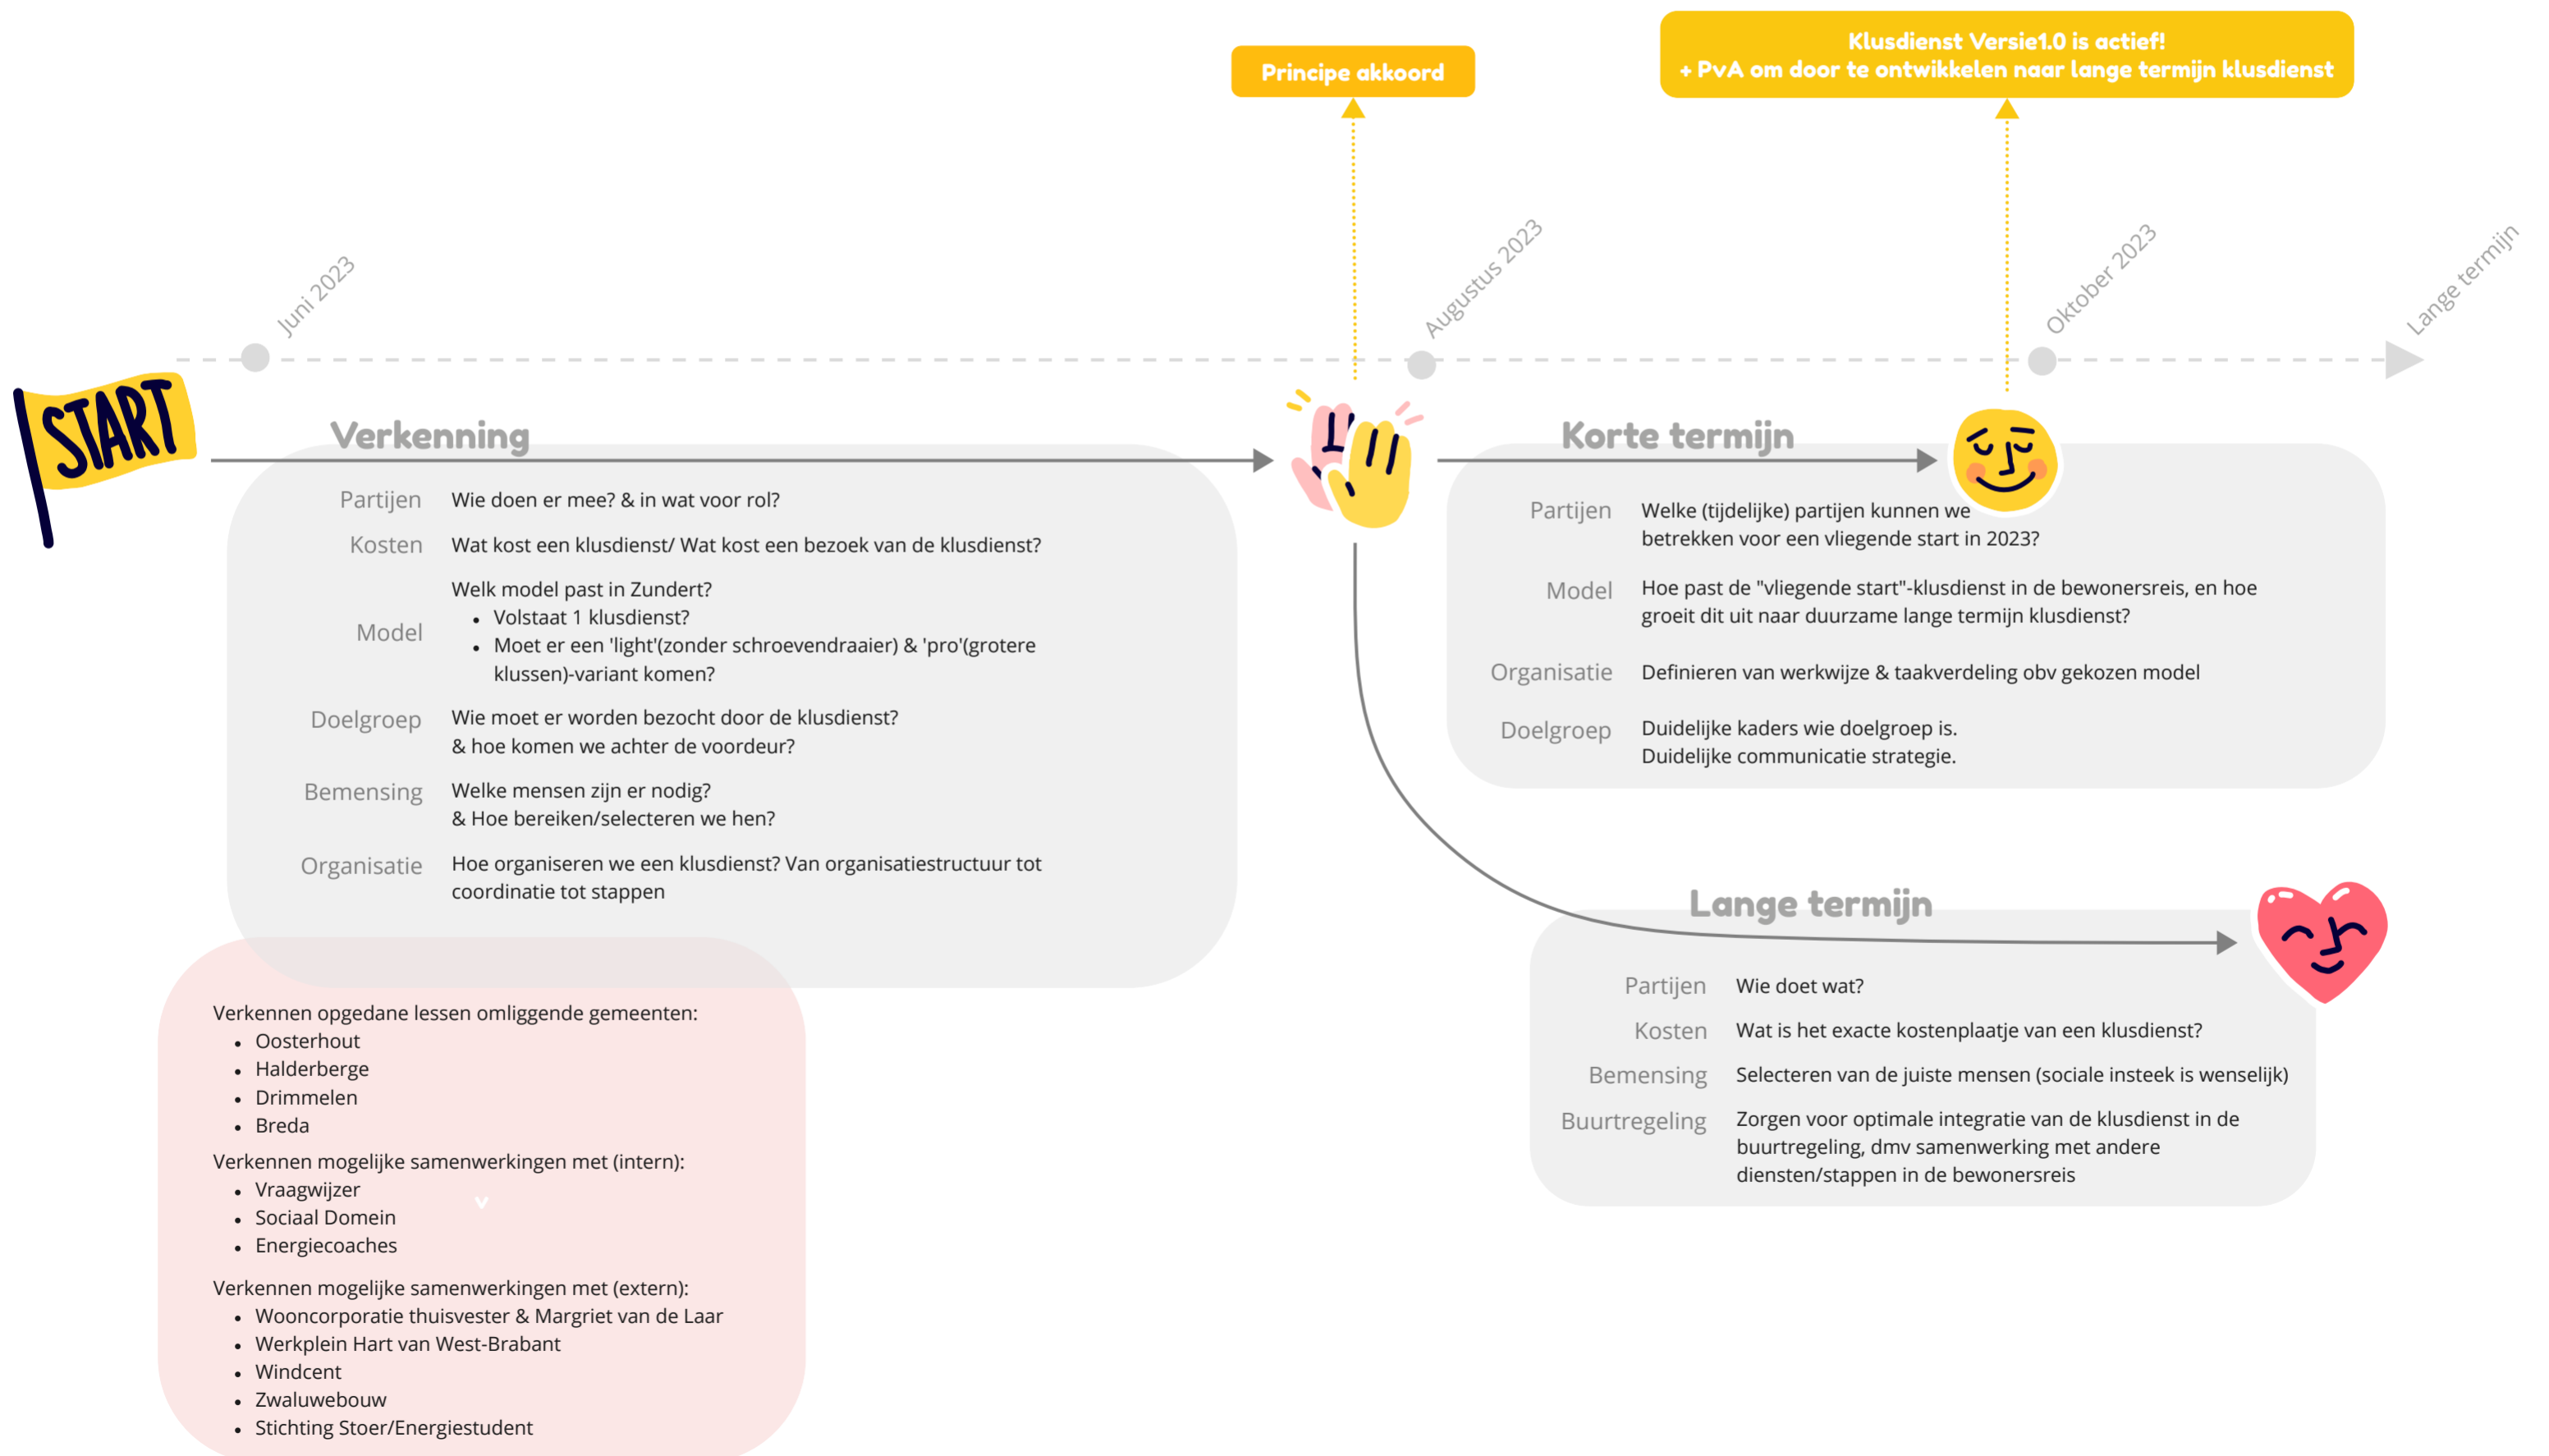 Principe akkoord
Klusdienst Versie1.0 is actief!
+ PvA om door te ontwikkelen naar lange termijn klusdienst
Juni 2023
Augustus 2023
Oktober 2023
Lange termijn
START
Verkenning
Partijen Wie doen er mee? & in wat voor rol?
Kosten Wat kost een klusdienst/ Wat kost een bezoek van de klusdienst?
Model
Welk model past in Zundert?
• Volstaat 1 klusdienst?
• Moet er een 'light'(zonder schroevendraaier) & 'pro'(grotere
klussen)-variant komen?
Doelgroep Wie moet er worden bezocht door de klusdienst?
& hoe komen we achter de voordeur?
Bemensing Welke mensen zijn er nodig?
& Hoe bereiken/selecteren we hen?
Organisatie Hoe organiseren we een klusdienst? Van organisatiestructuur tot
coordinatie tot stappen
Verkennen opgedane lessen omliggende gemeenten:
• Oosterhout
• Halderberge
• Drimmelen
• Breda
Verkennen mogelijke samenwerkingen met (intern):
• Vraagwijzer
• Sociaal Domein
• Energiecoaches
v
Verkennen mogelijke samenwerkingen met (extern):
• Wooncorporatie thuisvester & Margriet van de Laar
• Werkplein Hart van West-Brabant
• Windcent
• Zwaluwebouw
• Stichting Stoer/Energiestudent
Korte termijn
Partijen Welke (tijdelijke) partijen kunnen we
betrekken voor een vliegende start in 2023?
Model Hoe past de "vliegende start"-klusdienst in de bewonersreis, en hoe
groeit dit uit naar duurzame lange termijn klusdienst?
Organisatie Definieren van werkwijze & taakverdeling obv gekozen model
Doelgroep Duidelijke kaders wie doelgroep is.
Duidelijke communicatie strategie.
Lange termijn
Partijen Wie doet wat?
Kosten Wat is het exacte kostenplaatje van een klusdienst?
Bemensing Selecteren van de juiste mensen (sociale insteek is wenselijk)
Buurtregeling Zorgen voor optimale integratie van de klusdienst in de
buurtregeling, dmv samenwerking met andere
diensten/stappen in de bewonersreis